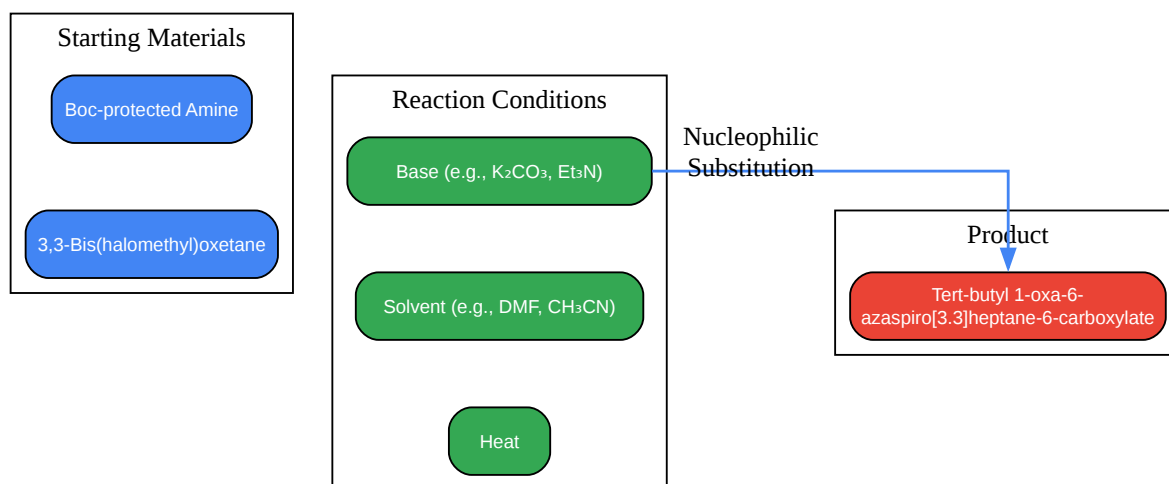 Starting Materials
Boc-protected Amine
3,3-Bis(halomethyl)oxetane
Reaction Conditions
Base (e.g., K₂CO₃, Et₃N)
Solvent (e.g., DMF, CH₃CN)
Heat
Nucleophilic
Substitution
Product
Tert-butyl 1-oxa-6-
azaspiro[3.3]heptane-6-carboxylate